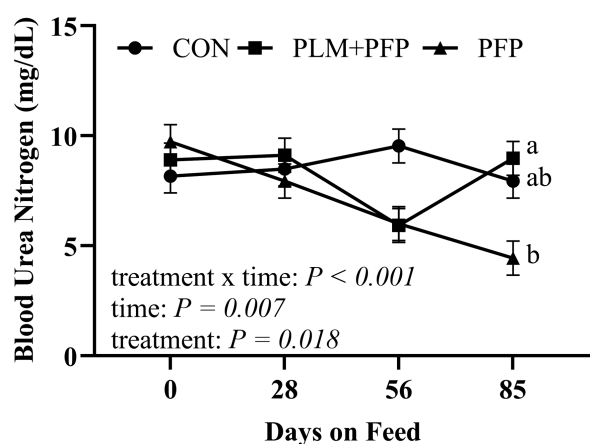 15
CON PLM+PFP PFP
Blood Urea Nitrogen (mg/dL)
10
a
ab
5
b
treatment x time: P < 0.001
time: P = 0.007
treatment: P = 0.018
0
0 28 56 85
Days on Feed